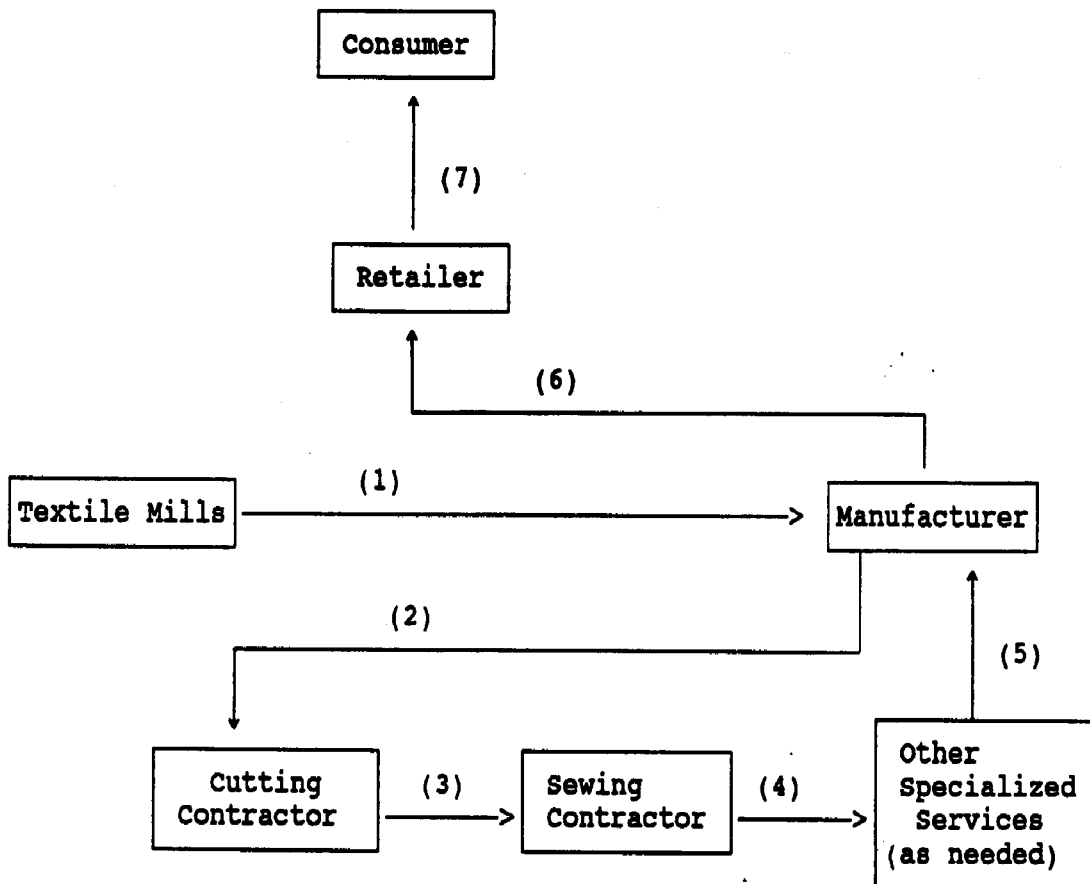 Consumer
(7)
Retailer
(6)
(1)
Textile Mills
Manufacturer
(2)
(5)
Cutting
Contractor
(3)
Sewing
Contractor
(4)
Other
Specialized
Services
(as needed)